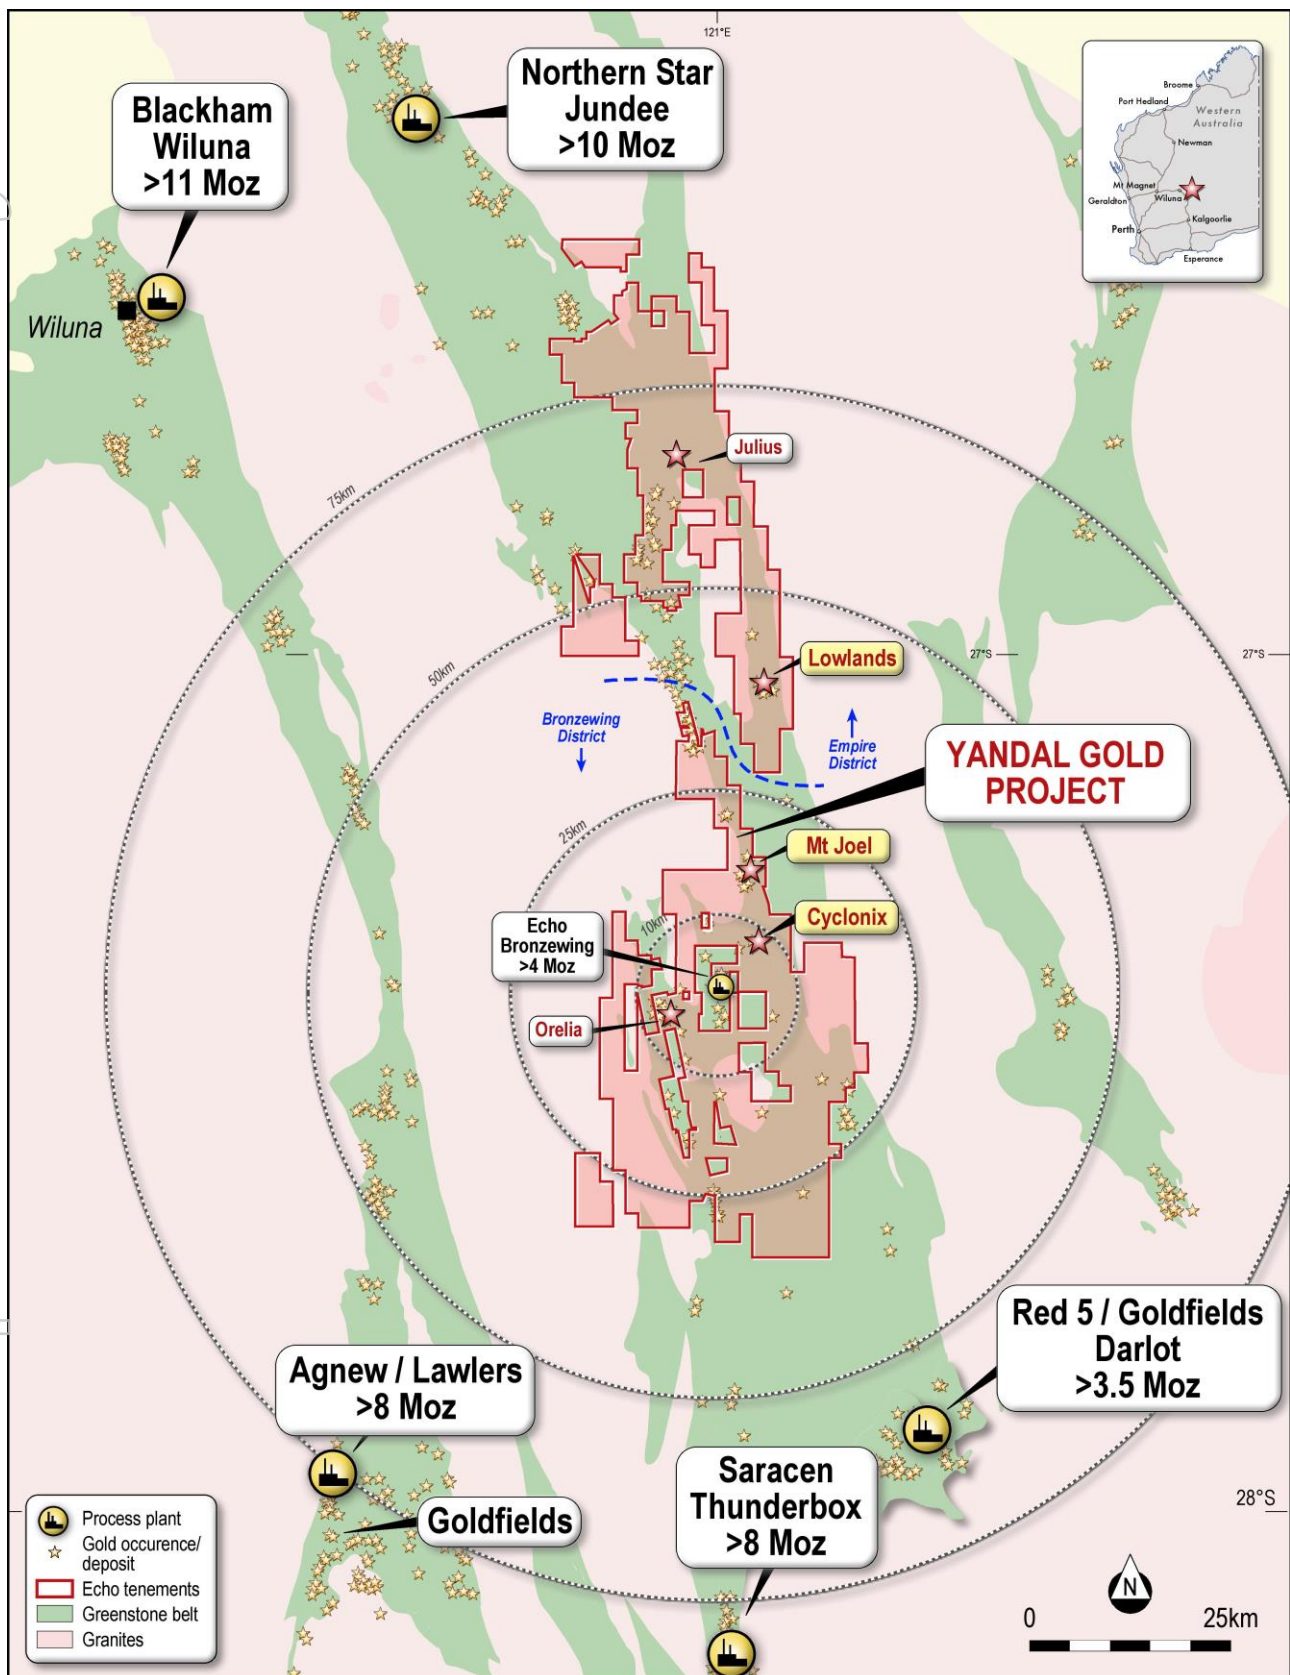 121°E
Northern Star
Jundee
>10 Moz
Blackham
Wiluna
>11 Moz
Wiluna
Broome
Port Hedland
Western
Australia
Newman
Mt Magnet
Wiluna
Geraldton
Kalgoorlie
Perth
Esperance
Julius
75km
50km
27°S
27°S
Lowlands
Bronzewing
District
Empire
District
YANDAL GOLD
PROJECT
25km
Mt Joel
Cyclonix
10km
Echo
Bronzewing
>4 Moz
Orelia
Red 5 / Goldfields
Darlot
>3.5 Moz
Agnew / Lawlers
>8 Moz
Saracen
Thunderbox
>8 Moz
Goldfields
28°S
Process plant
Gold occurence/
deposit
Echo tenements
Greenstone belt
Granites
N
0 25km